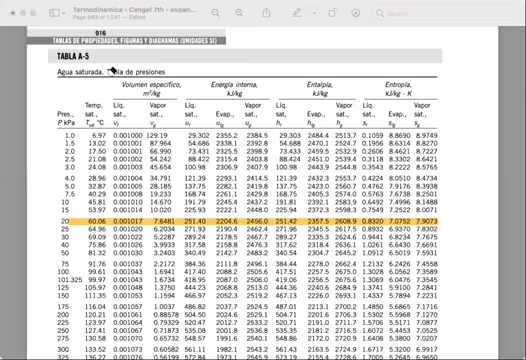 Termodinamica - Cengel 7th - espan...
Page 943 of 1,041 — Edited
Search
916
TABLAS DE PROPIEDADES, FIGURAS Y DIAGRAMAS (UNIDADES SI)
TABLA A-5
Agua saturada. de presiones
Volumen específico, Energía interna, Entalpía, Entropía,
m³/kg kJ/kg kJ/kg kJ/kg · K
Temp. Líq. Vapor Líq. Vapor Líq. Vapor Líq. Vapor
Pres., sat., sat., sat., sat., Evap., sat., sat., Evap., sat., sat., Evap., sat.,
P kPa T_sat °C v_f v_g u_f u_fg u_g h_f h_fg h_g s_f s_fg s_g
1.0 6.97 0.001000 129.19 29.302 2355.2 2384.5 29.303 2484.4 2513.7 0.1059 8.8690 8.9749
1.5 13.02 0.001001 87.964 54.686 2338.1 2392.8 54.688 2470.1 2524.7 0.1956 8.6314 8.8270
2.0 17.50 0.001001 66.990 73.431 2325.5 2398.9 73.433 2459.5 2532.9 0.2606 8.4621 8.7227
2.5 21.08 0.001002 54.242 88.422 2315.4 2403.8 88.424 2451.0 2539.4 0.3118 8.3302 8.6421
3.0 24.08 0.001003 45.654 100.98 2306.9 2407.9 100.98 2443.9 2544.8 0.3543 8.2222 8.5765
4.0 28.96 0.001004 34.791 121.39 2293.1 2414.5 121.39 2432.3 2553.7 0.4224 8.0510 8.4734
5.0 32.87 0.001005 28.185 137.75 2282.1 2419.8 137.75 2423.0 2560.7 0.4762 7.9176 8.3938
7.5 40.29 0.001008 19.233 168.74 2261.1 2429.8 168.75 2405.3 2574.0 0.5763 7.6738 8.2501
10 45.81 0.001010 14.670 191.79 2245.4 2437.2 191.81 2392.1 2583.9 0.6492 7.4996 8.1488
15 53.97 0.001014 10.020 225.93 2222.1 2448.0 225.94 2372.3 2598.3 0.7549 7.2522 8.0071
20 60.06 0.001017 7.6481 251.40 2204.6 2456.0 251.42 2357.5 2608.9 0.8320 7.0752 7.9073
25 64.96 0.001020 6.2034 271.93 2190.4 2462.4 271.96 2345.5 2617.5 0.8932 6.9370 7.8302
30 69.09 0.001022 5.2287 289.24 2178.5 2467.7 289.27 2335.3 2624.6 0.9441 6.8234 7.7675
40 75.86 0.001026 3.9933 317.58 2158.8 2476.3 317.62 2318.4 2636.1 1.0261 6.6430 7.6691
50 81.32 0.001030 3.2403 340.49 2142.7 2483.2 340.54 2304.7 2645.2 1.0912 6.5019 7.5931
75 91.76 0.001037 2.2172 384.36 2111.8 2496.1 384.44 2278.0 2662.4 1.2132 6.2426 7.4558
100 99.61 0.001043 1.6941 417.40 2088.2 2505.6 417.51 2257.5 2675.0 1.3028 6.0562 7.3589
101.325 99.97 0.001043 1.6734 418.95 2087.0 2506.0 419.06 2256.5 2675.6 1.3069 6.0476 7.3545
125 105.97 0.001048 1.3750 444.23 2068.8 2513.0 444.36 2240.6 2684.9 1.3741 5.9100 7.2841
150 111.35 0.001053 1.1594 466.97 2052.3 2519.2 467.13 2226.0 2693.1 1.4337 5.7894 7.2231
175 116.04 0.001057 1.0037 486.82 2037.7 2524.5 487.01 2213.1 2700.2 1.4850 5.6865 7.1716
200 120.21 0.001061 0.88578 504.50 2024.6 2529.1 504.71 2201.6 2706.3 1.5302 5.5968 7.1270
225 123.97 0.001064 0.79329 520.47 2012.7 2533.2 520.71 2191.0 2711.7 1.5706 5.5171 7.0877
250 127.41 0.001067 0.71873 535.08 2001.8 2536.8 535.35 2181.2 2716.5 1.6072 5.4453 7.0525
275 130.58 0.001070 0.65732 548.57 1991.6 2540.1 548.86 2172.0 2720.9 1.6408 5.3800 7.0207
300 133.52 0.001073 0.60582 561.11 1982.1 2543.2 561.43 2163.5 2724.9 1.6717 5.3200 6.9917